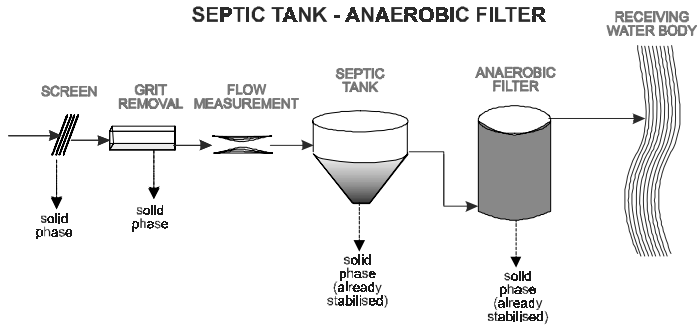 SEPTIC TANK - ANAEROBIC FILTER
RECEIVING
WATER BODY
SCREEN
GRIT
REMOVAL
FLOW
MEASUREMENT
SEPTIC
TANK
ANAEROBIC
FILTER
solid
phase
solid
phase
solid
phase
(already
stabilised)
solid
phase
(already
stabilised)